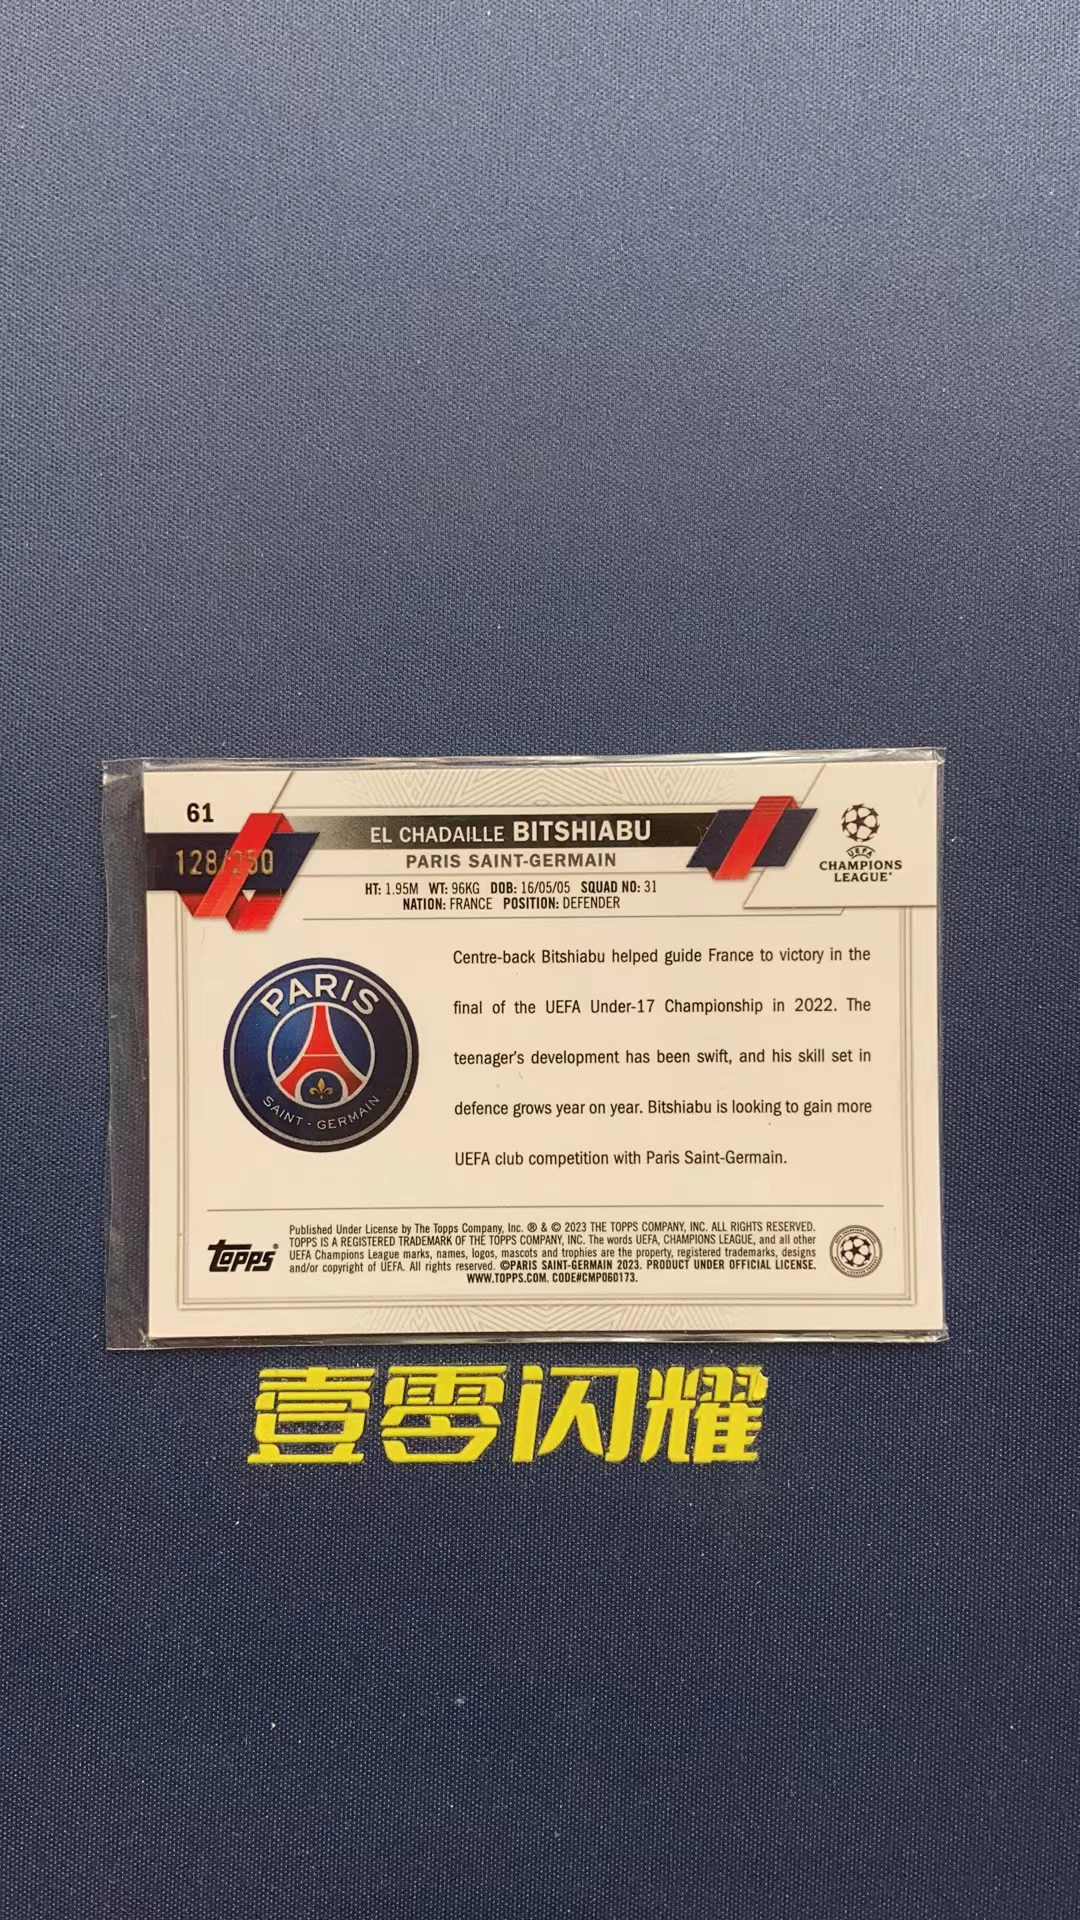 61
128/250
EL CHADAILLE BITSHIABU
PARIS SAINT-GERMAIN
HT: 1.95M WT: 96KG DOB: 16/05/05 SQUAD NO: 31
NATION: FRANCE POSITION: DEFENDER
UEFA
CHAMPIONS
LEAGUE
PARIS
SAINT-GERMAIN
Centre-back Bitshiabu helped guide France to victory in the
final of the UEFA Under-17 Championship in 2022. The
teenager's development has been swift, and his skill set in
defence grows year on year. Bitshiabu is looking to gain more
UEFA club competition with Paris Saint-Germain.
topps®
Published Under License by The Topps Company, Inc. ® & © 2023 THE TOPPS COMPANY, INC. ALL RIGHTS RESERVED.
TOPPS IS A REGISTERED TRADEMARK OF THE TOPPS COMPANY, INC. The words UEFA, CHAMPIONS LEAGUE, and all other
UEFA Champions League marks, names, logos, mascots and trophies are the property, registered trademarks, designs
and/or copyright of UEFA. All rights reserved. ©PARIS SAINT-GERMAIN 2023. PRODUCT UNDER OFFICIAL LICENSE.
WWW.TOPPS.COM. CODE#CMP060173.
壹零闪耀